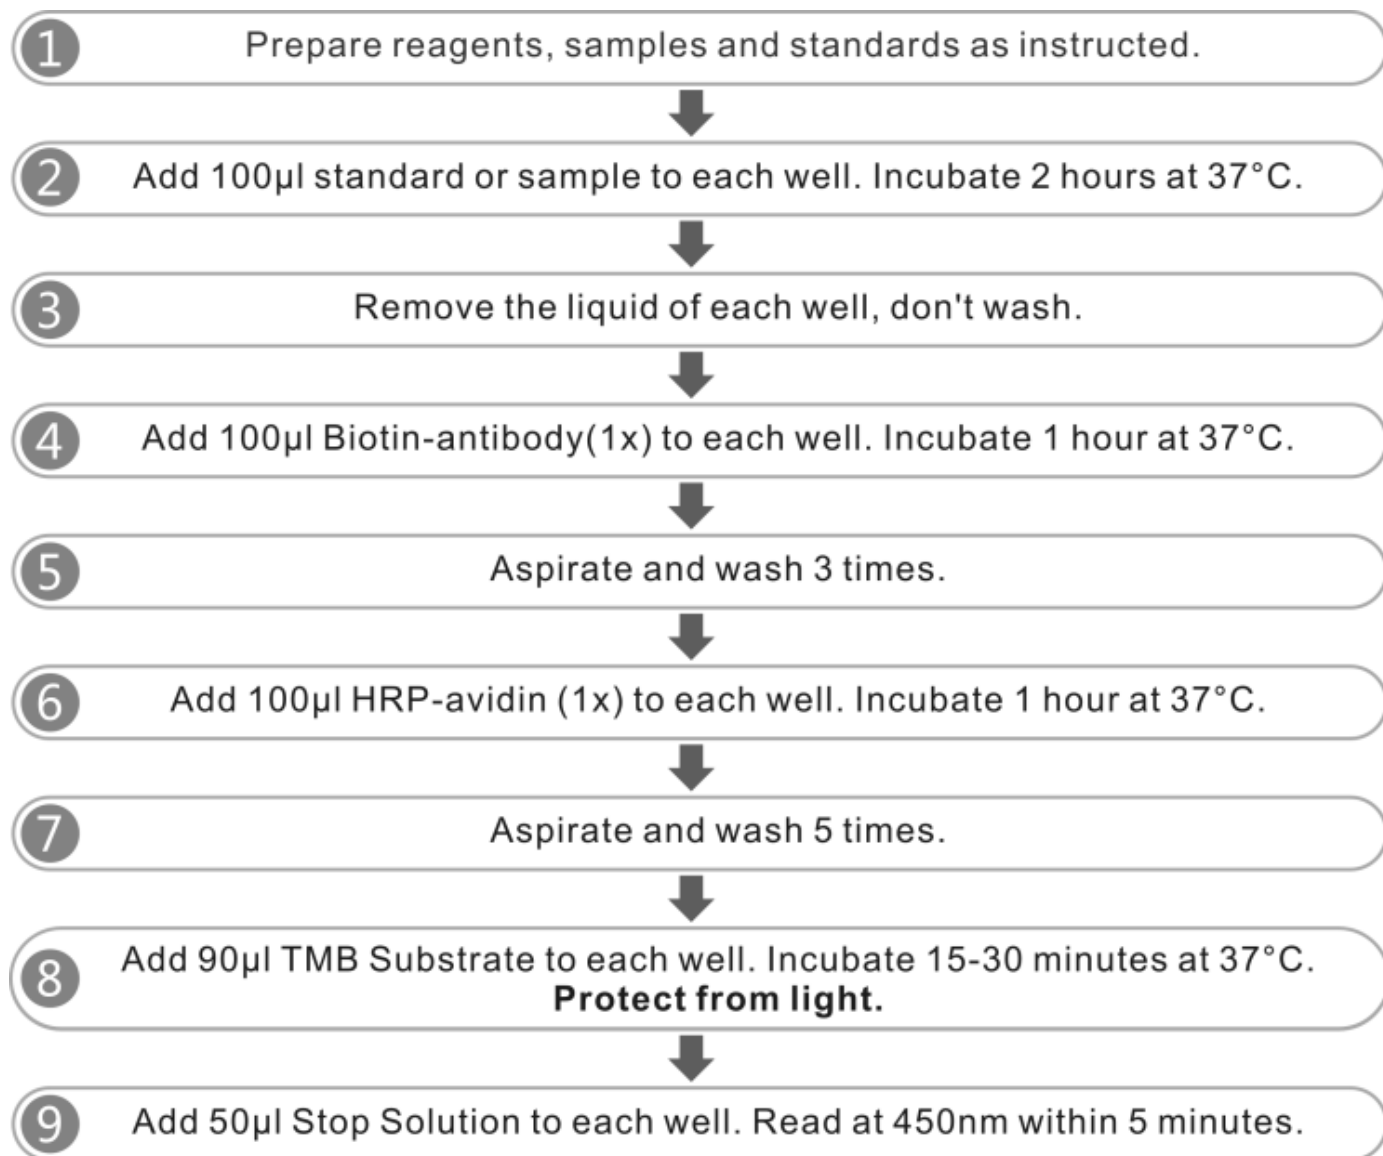 1 Prepare reagents, samples and standards as instructed.
2 Add 100µl standard or sample to each well. Incubate 2 hours at 37°C.
3 Remove the liquid of each well, don't wash.
4 Add 100µl Biotin-antibody(1x) to each well. Incubate 1 hour at 37°C.
5 Aspirate and wash 3 times.
6 Add 100µl HRP-avidin (1x) to each well. Incubate 1 hour at 37°C.
7 Aspirate and wash 5 times.
8 Add 90µl TMB Substrate to each well. Incubate 15-30 minutes at 37°C.
Protect from light.
9 Add 50µl Stop Solution to each well. Read at 450nm within 5 minutes.